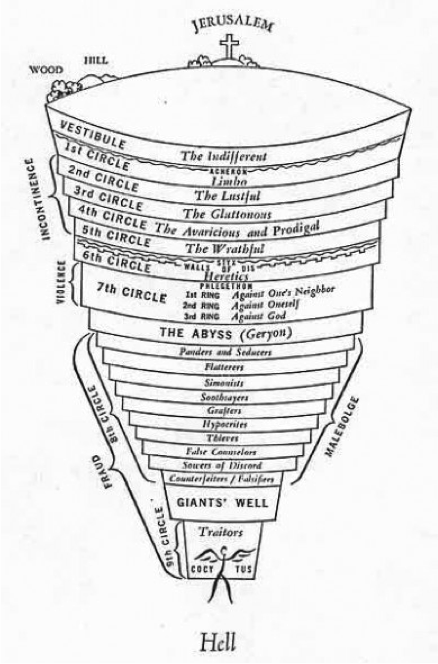 JERUSALEM
HILL
WOOD
VESTIBULE
The Indifferent
ACHERON
1st CIRCLE
Limbo
2nd CIRCLE
The Lustful
3rd CIRCLE
The Gluttonous
4th CIRCLE The Avaricious and Prodigal
5th CIRCLE
The Wrathful
STYX
WALLS OF DIS
6th CIRCLE
Heretics
PHLEGETHON
7th CIRCLE
1st RING Against One's Neighbor
2nd RING Against Oneself
3rd RING Against God
THE ABYSS (Geryon)
Panders and Seducers
Flatterers
Simonists
Soothsayers
Grafters
Hypocrites
Thieves
False Counselors
Sowers of Discord
Counterfeiters / Falsifiers
GIANTS' WELL
Traitors
COCY TUS
INCONTINENCE
VIOLENCE
FRAUD
8th CIRCLE
9th CIRCLE
MALEBOLGE
Hell